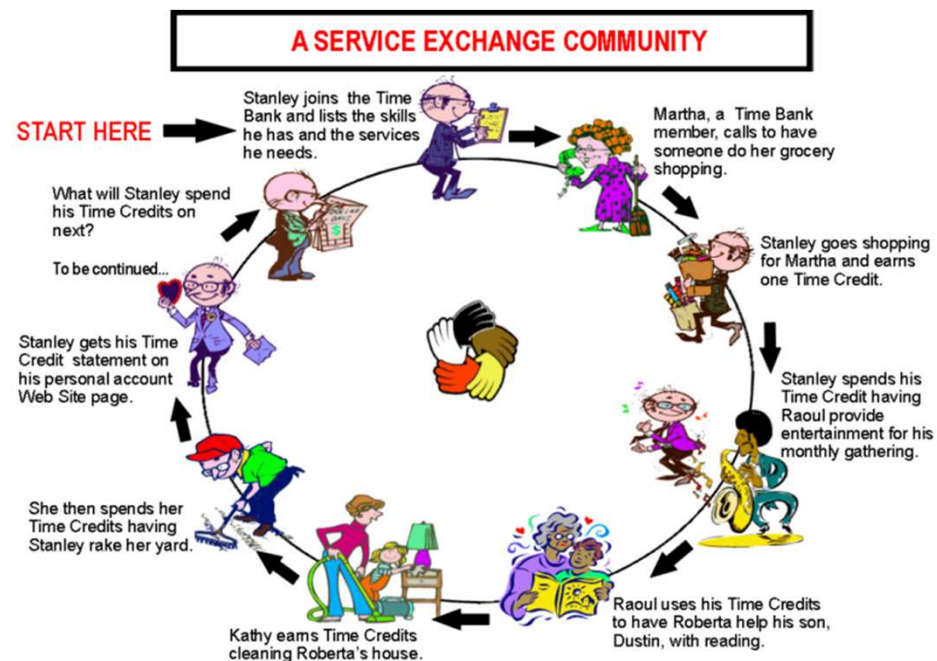 A SERVICE EXCHANGE COMMUNITY
START HERE
Stanley joins the Time
Bank and lists the skills
he has and the services
he needs.
Martha, a Time Bank
member, calls to have
someone do her grocery
shopping.
Stanley goes shopping
for Martha and earns
one Time Credit.
Stanley spends his
Time Credit having
Raoul provide
entertainment for his
monthly gathering.
Raoul uses his Time Credits
to have Roberta help his son,
Dustin, with reading.
Kathy earns Time Credits
cleaning Roberta's house.
She then spends her
Time Credits having
Stanley rake her yard.
Stanley gets his Time
Credit statement on
his personal account
Web Site page.
To be continued...
What will Stanley spend
his Time Credits on
next?
DOLLAR
DAYS
$